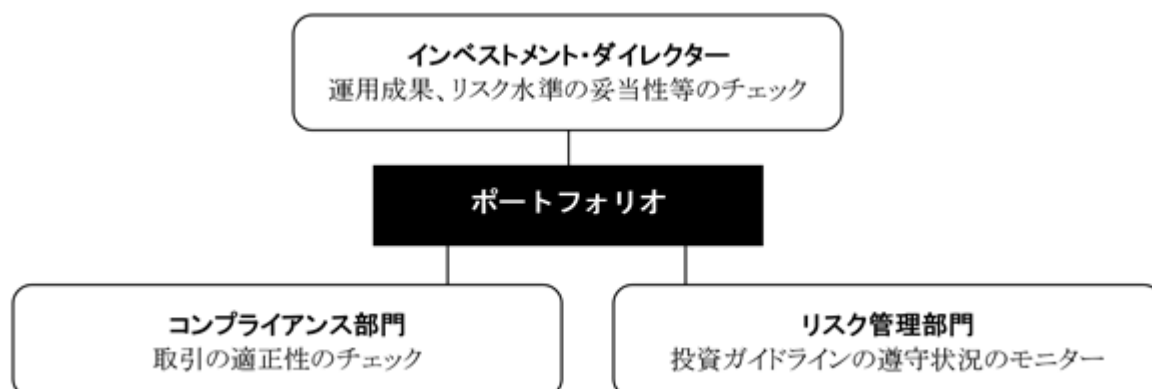 インベストメント・ダイレクター
運用成果、リスク水準の妥当性等のチェック
ポートフォリオ
コンプライアンス部門
取引の適正性のチェック
リスク管理部門
投資ガイドラインの遵守状況のモニター